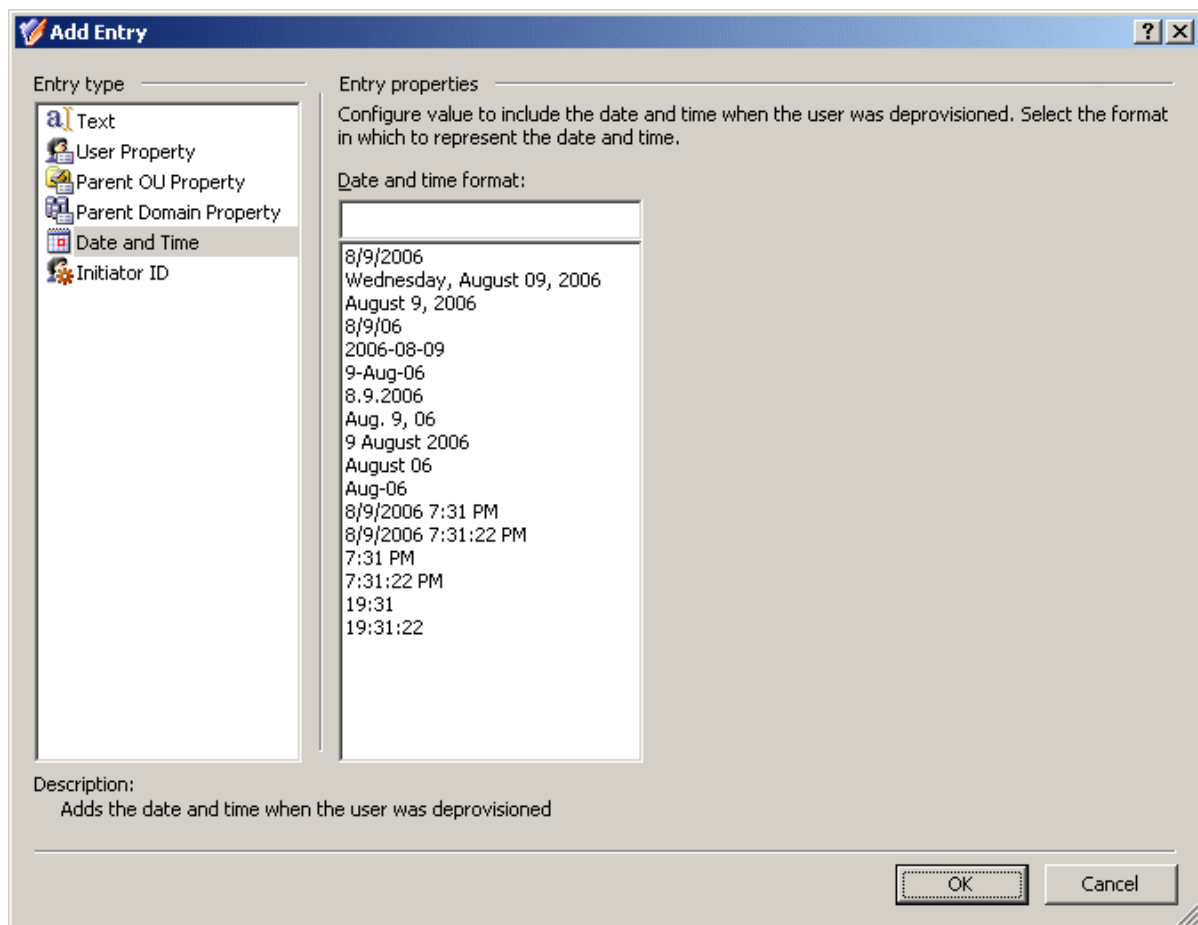 Add Entry
Entry type
Text
User Property
Parent OU Property
Parent Domain Property
Date and Time
Initiator ID
Entry properties
Configure value to include the date and time when the user was deprovisioned. Select the format
in which to represent the date and time.
Date and time format:
8/9/2006
Wednesday, August 09, 2006
August 9, 2006
8/9/06
2006-08-09
9-Aug-06
8.9.2006
Aug. 9, 06
9 August 2006
August 06
Aug-06
8/9/2006 7:31 PM
8/9/2006 7:31:22 PM
7:31 PM
7:31:22 PM
19:31
19:31:22
Description:
Adds the date and time when the user was deprovisioned
OK
Cancel